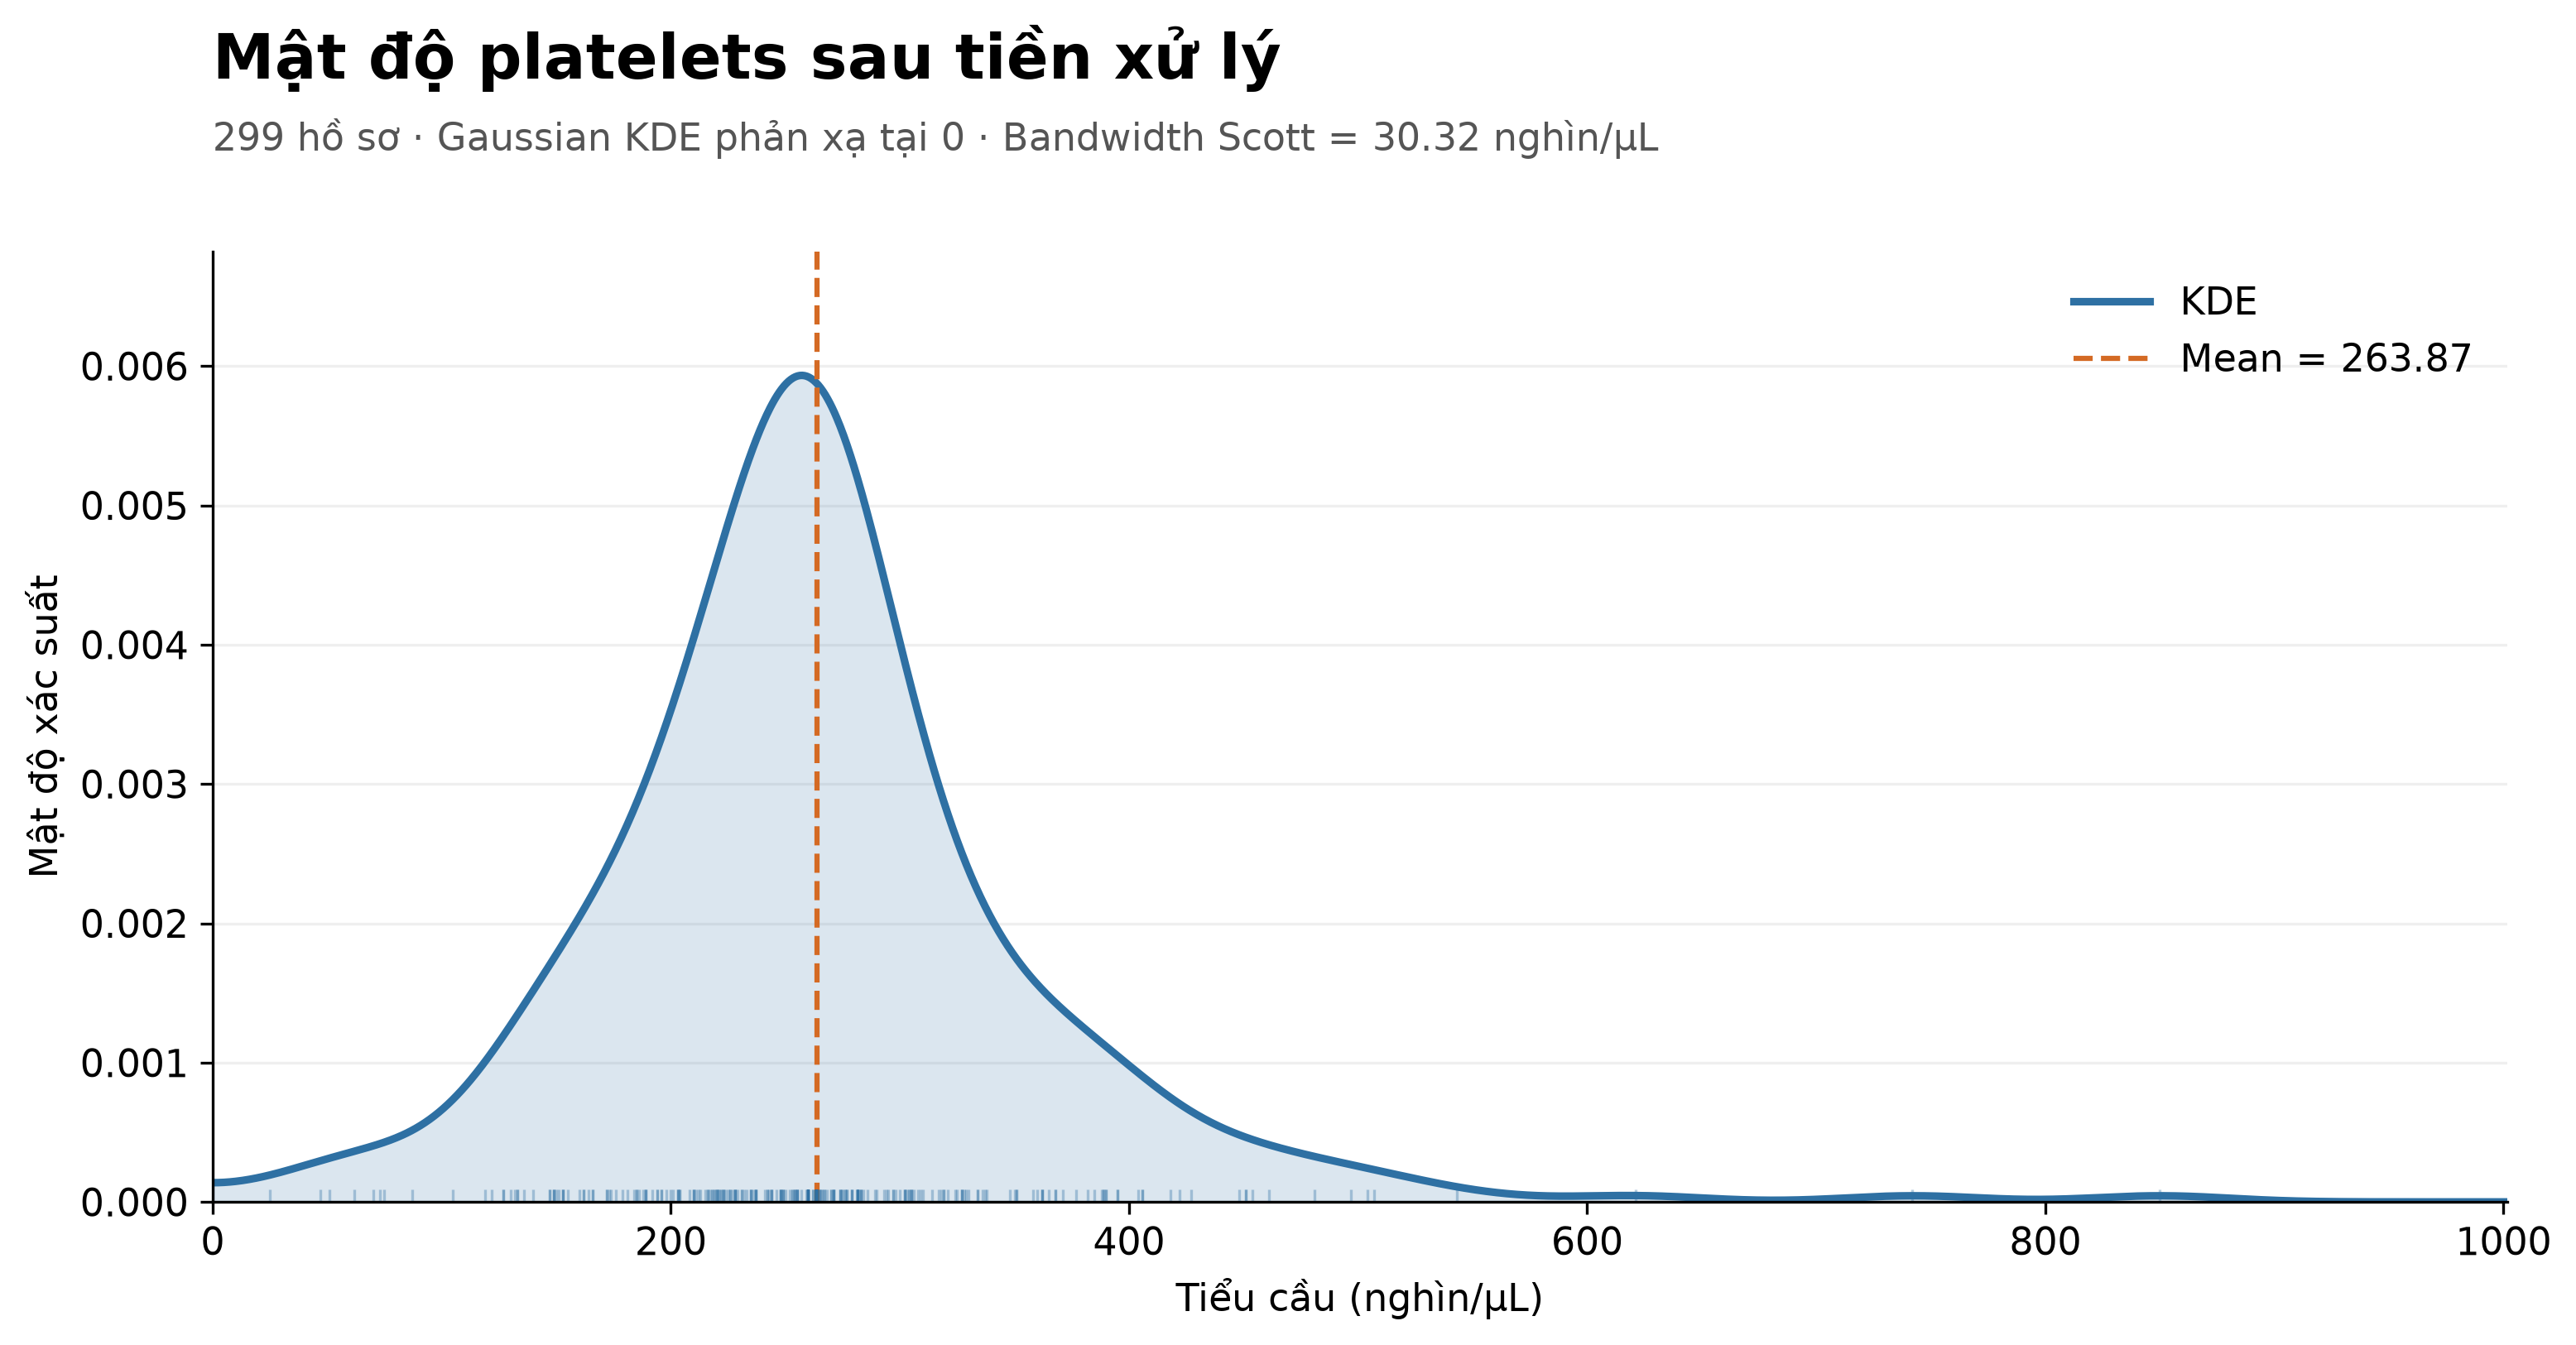 Mật độ platelets sau tiền xử lý
299 hồ sơ · Gaussian KDE phản xạ tại 0 · Bandwidth Scott = 30.32 nghìn/µL
KDE
Mean = 263.87
Mật độ xác suất
0.006
0.005
0.004
0.003
0.002
0.001
0.000
0 200 400 600 800 1000
Tiểu cầu (nghìn/µL)